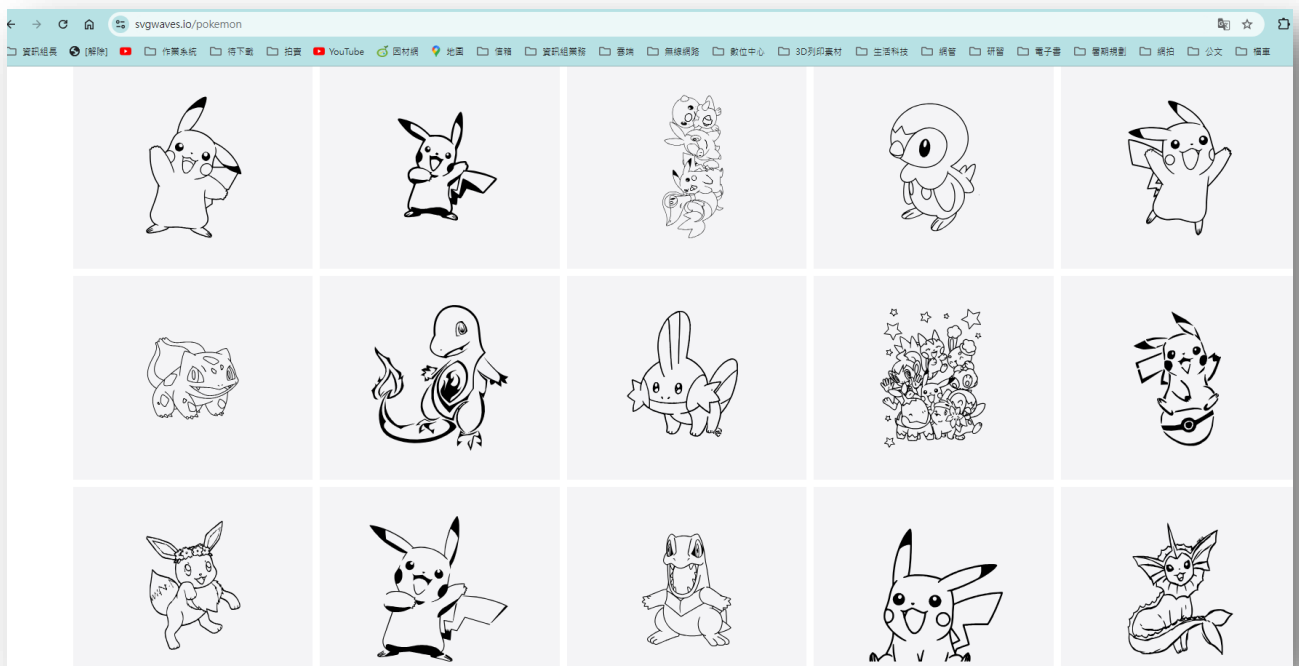 svgwaves.io/pokemon
資訊組長 [解除] 作業系統 待下載 拍賣 YouTube 因材網 地圖 信箱 資訊組業務 雲端 無線網路 數位中心 3D列印素材 生活科技 網管 研習 電子書 暑期規劃 網拍 公文 機車